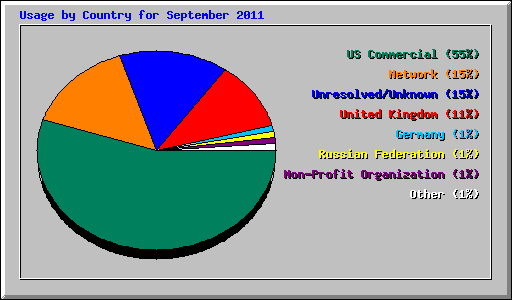 Usage by Country for September 2011
US Commercial (55%)
Network (15%)
Unresolved/Unknown (15%)
United Kingdom (11%)
Germany (1%)
Russian Federation (1%)
Non-Profit Organization (1%)
Other (1%)